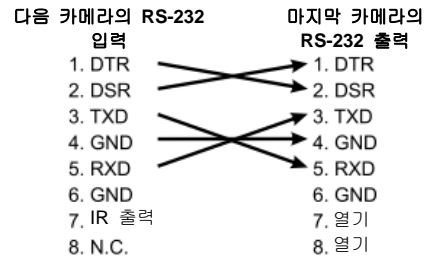 다음 카메라의 RS-232
입력
1. DTR
2. DSR
3. TXD
4. GND
5. RXD
6. GND
7. IR 출력
8. N.C.
마지막 카메라의
RS-232 출력
1. DTR
2. DSR
3. TXD
4. GND
5. RXD
6. GND
7. 열기
8. 열기